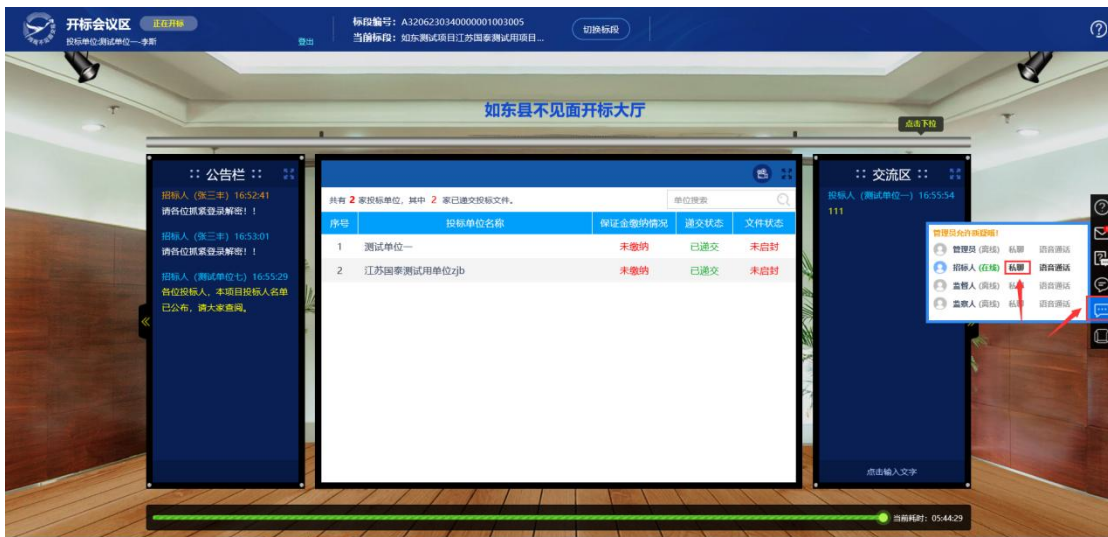 开标会议区 正在开标
投标单位:测试单位一-李斯
登出
标段编号：A3206230340000001003005
当前标段：如东测试项目江苏国泰测试用项目...
切换标段
如东县不见面开标大厅
点击下拉
:: 公告栏 ::
招标人（张三丰）16:52:41
请各位抓紧登录解密！！
招标人（张三丰）16:53:01
请各位抓紧登录解密！！
招标人（测试单位七）16:55:29
各位投标人，本项目投标人名单
已公布，请大家查阅。
共有 2 家投标单位，其中 2 家已递交投标文件。
单位搜索
序号 投标单位名称 保证金缴纳情况 递交状态 文件状态
1 测试单位一 未缴纳 已递交 未启封
2 江苏国泰测试用单位zjb 未缴纳 已递交 未启封
:: 交流区 ::
投标人（测试单位一）16:55:54
111
点击输入文字
管理员 (离线) 私聊 语音通话
招标人 (在线) 私聊 语音通话
监督人 (离线) 私聊 语音通话
监察人 (离线) 私聊 语音通话
当前耗时：05:44:29